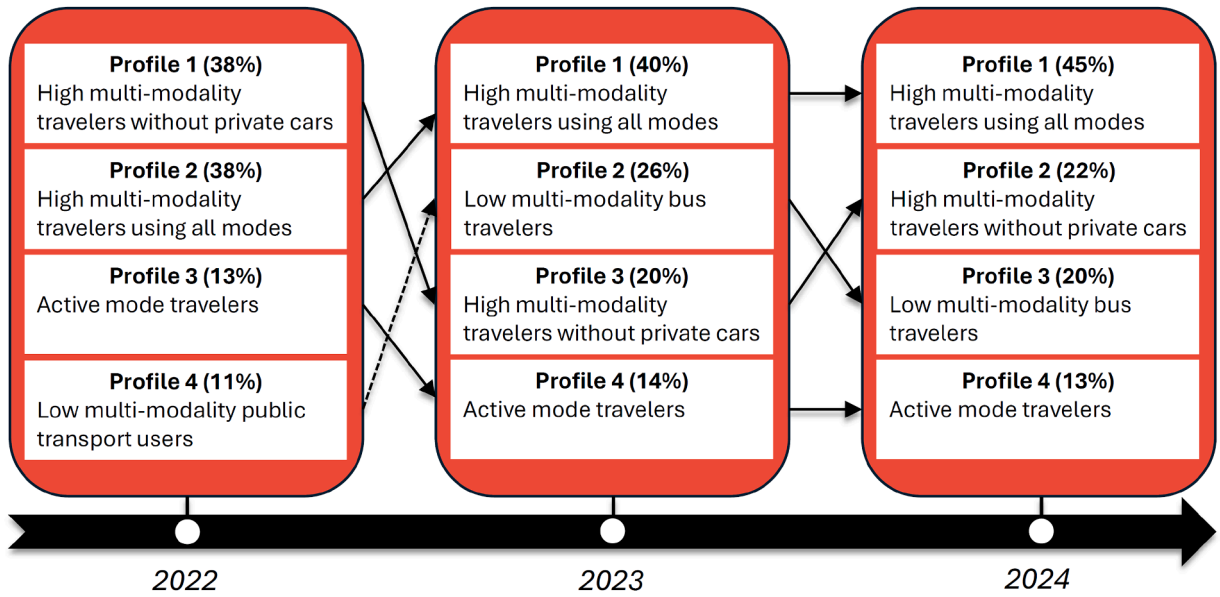 Profile 1 (38%)
High multi-modality
travelers without private cars
Profile 2 (38%)
High multi-modality
travelers using all modes
Profile 3 (13%)
Active mode travelers
Profile 4 (11%)
Low multi-modality public
transport users
Profile 1 (40%)
High multi-modality
travelers using all modes
Profile 2 (26%)
Low multi-modality bus
travelers
Profile 3 (20%)
High multi-modality
travelers without private cars
Profile 4 (14%)
Active mode travelers
Profile 1 (45%)
High multi-modality
travelers using all modes
Profile 2 (22%)
High multi-modality
travelers without private cars
Profile 3 (20%)
Low multi-modality bus
travelers
Profile 4 (13%)
Active mode travelers
2022
2023
2024